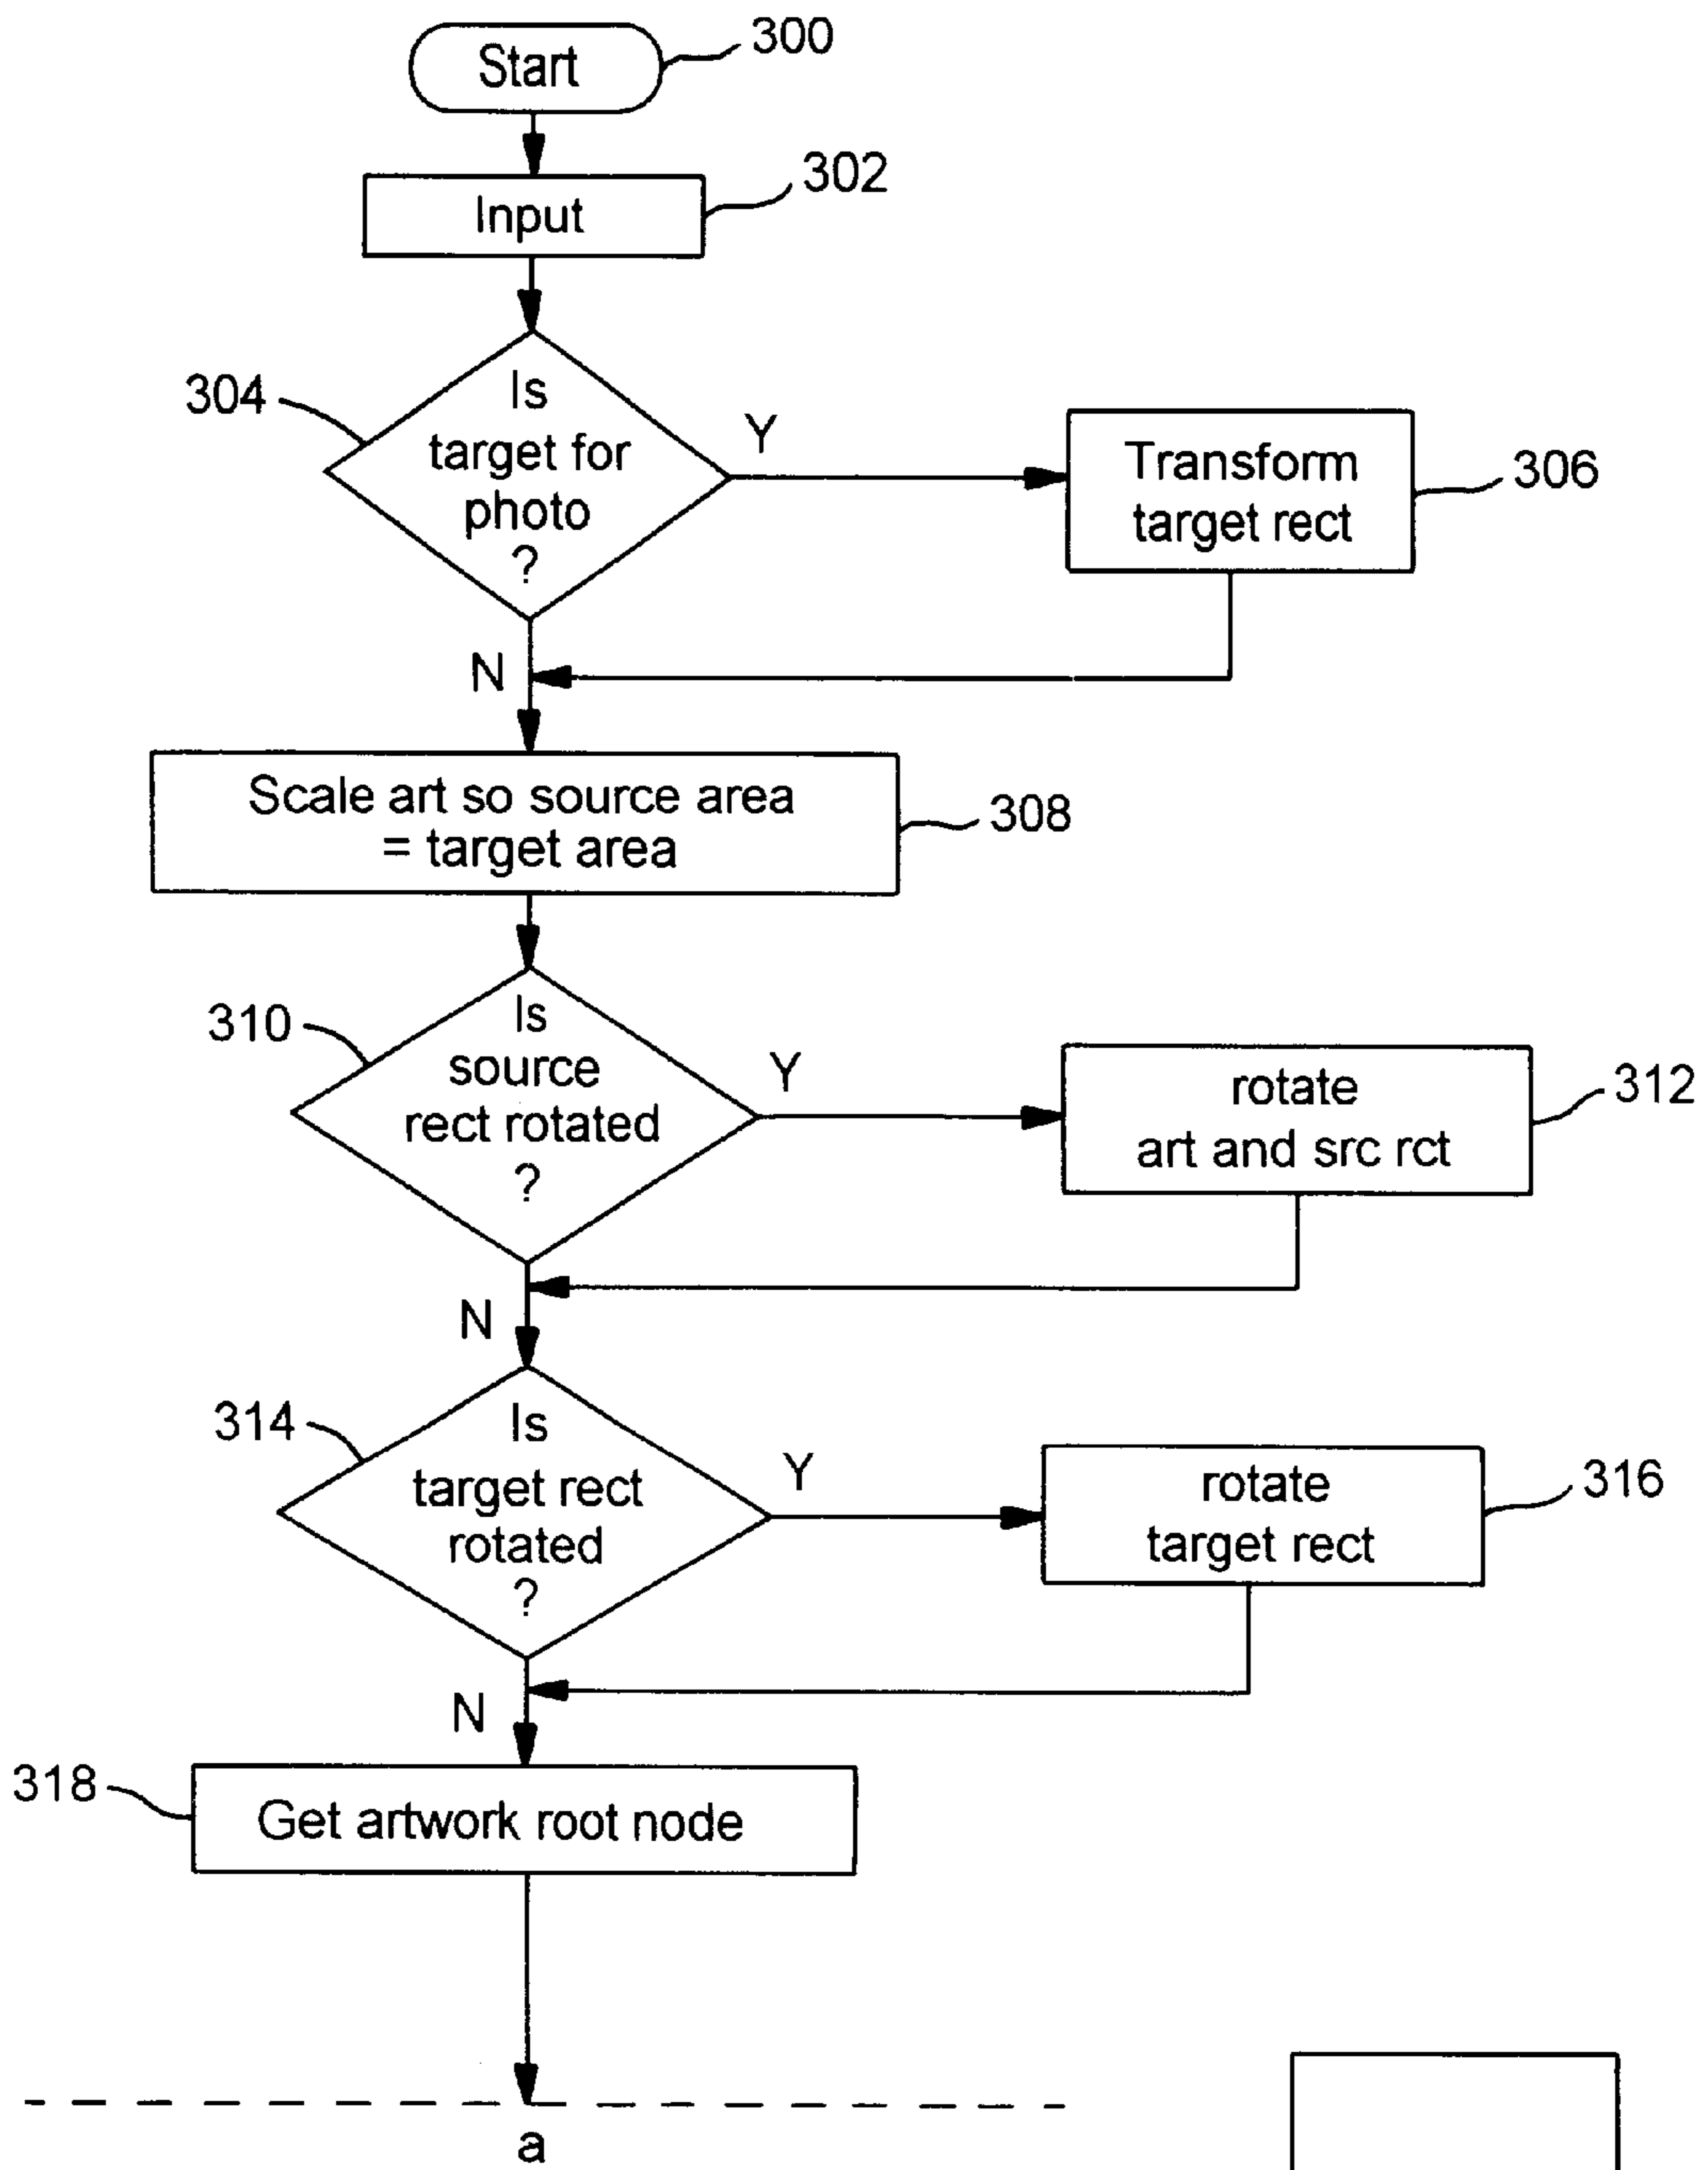 Start
300
Input
302
304
Is
target for
photo
?
Y
Transform
target rect
306
N
Scale art so source area
= target area
308
310
Is
source
rect rotated
?
Y
rotate
art and src rct
312
N
314
Is
target rect
rotated
?
Y
rotate
target rect
316
N
318
Get artwork root node
a